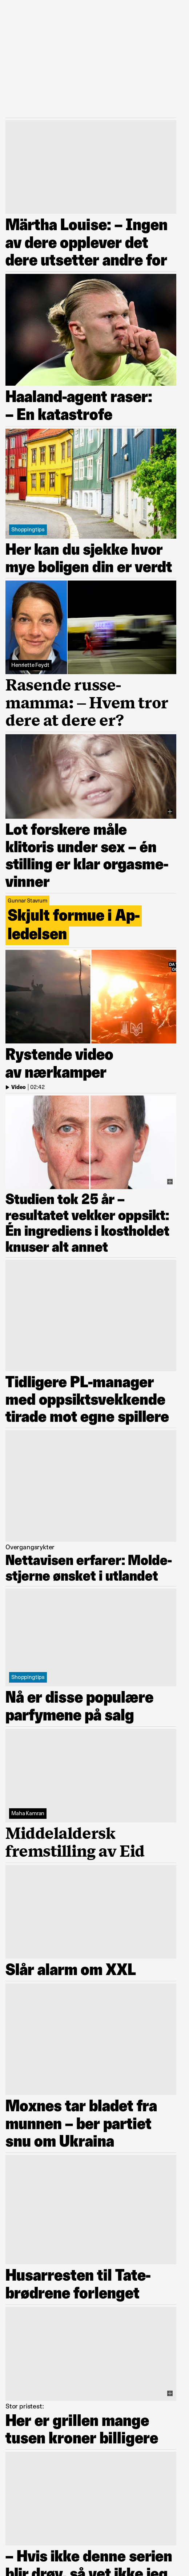 Märtha Louise: – Ingen
av dere opplever det
dere utsetter andre for
Haaland-agent raser:
– En katastrofe
Shoppingtips
Her kan du sjekke hvor
mye boligen din er verdt
Henriette Feydt
Rasende russe-
mamma: – Hvem tror
dere at dere er?
Lot forskere måle
klitoris under sex – én
stilling er klar orgasme-
vinner
Gunnar Stavrum
Skjult formue i Ap-
ledelsen
Rystende video
av nærkamper
Video | 02:42
Studien tok 25 år –
resultatet vekker oppsikt:
Én ingrediens i kostholdet
knuser alt annet
Tidligere PL-manager
med oppsiktsvekkende
tirade mot egne spillere
Overgangsrykter
Nettavisen erfarer: Molde-
stjerne ønsket i utlandet
Shoppingtips
Nå er disse populære
parfymene på salg
Maha Kamran
Middelaldersk
fremstilling av Eid
Slår alarm om XXL
Moxnes tar bladet fra
munnen – ber partiet
snu om Ukraina
Husarresten til Tate-
brødrene forlenget
Stor pristest:
Her er grillen mange
tusen kroner billigere
– Hvis ikke denne serien
blir drøy, så vet ikke jeg